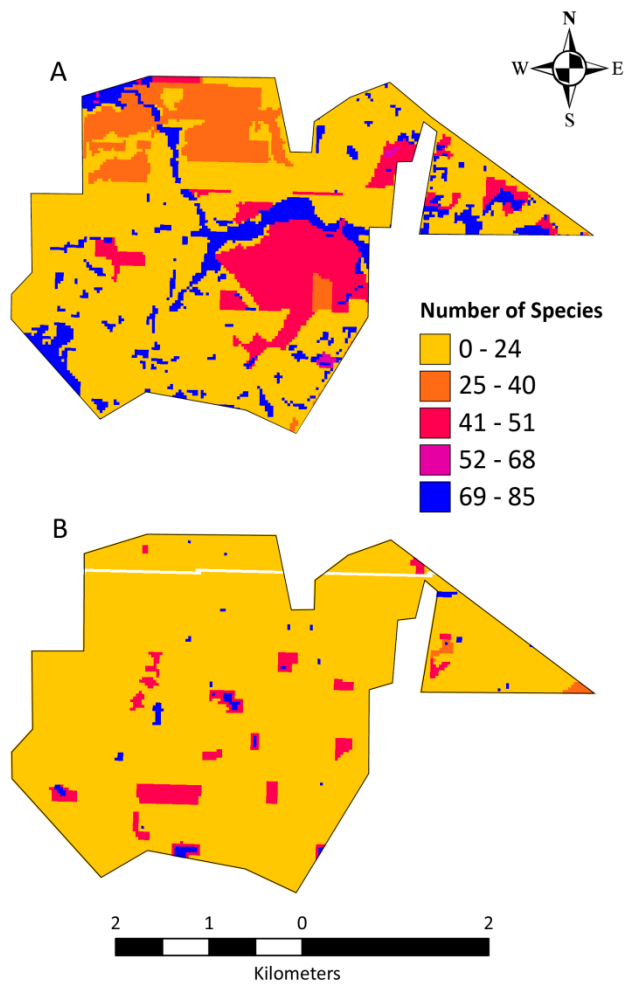 N
W E
S
A
Number of Species
0 - 24
25 - 40
41 - 51
52 - 68
69 - 85
B
2 1 0 2
Kilometers